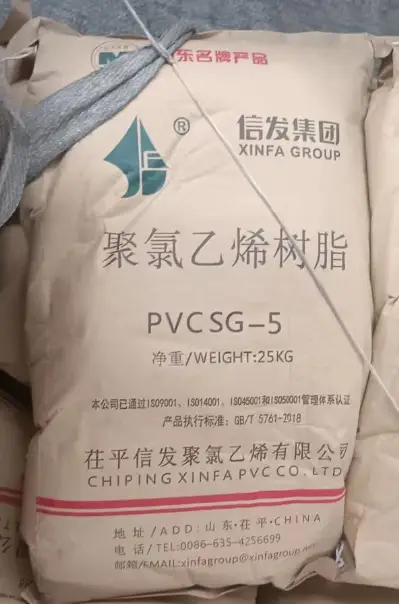 东名牌产品
®
信发集团
XINFA GROUP
聚氯乙烯树脂
PVC SG-5
净重/WEIGHT:25KG
本公司已通过ISO9001、ISO14001、ISO45001和ISO50001管理体系认证
产品执行标准: GB/T 5761-2018
茌平信发聚氯乙烯有限公司
CHIPING XINFA PVC CO.,LTD
地址/ADD:山东·茌平·CHINA
电话/TEL:0086-635-4256699
邮箱/EMAIL:xinfa@xinfagroup.net